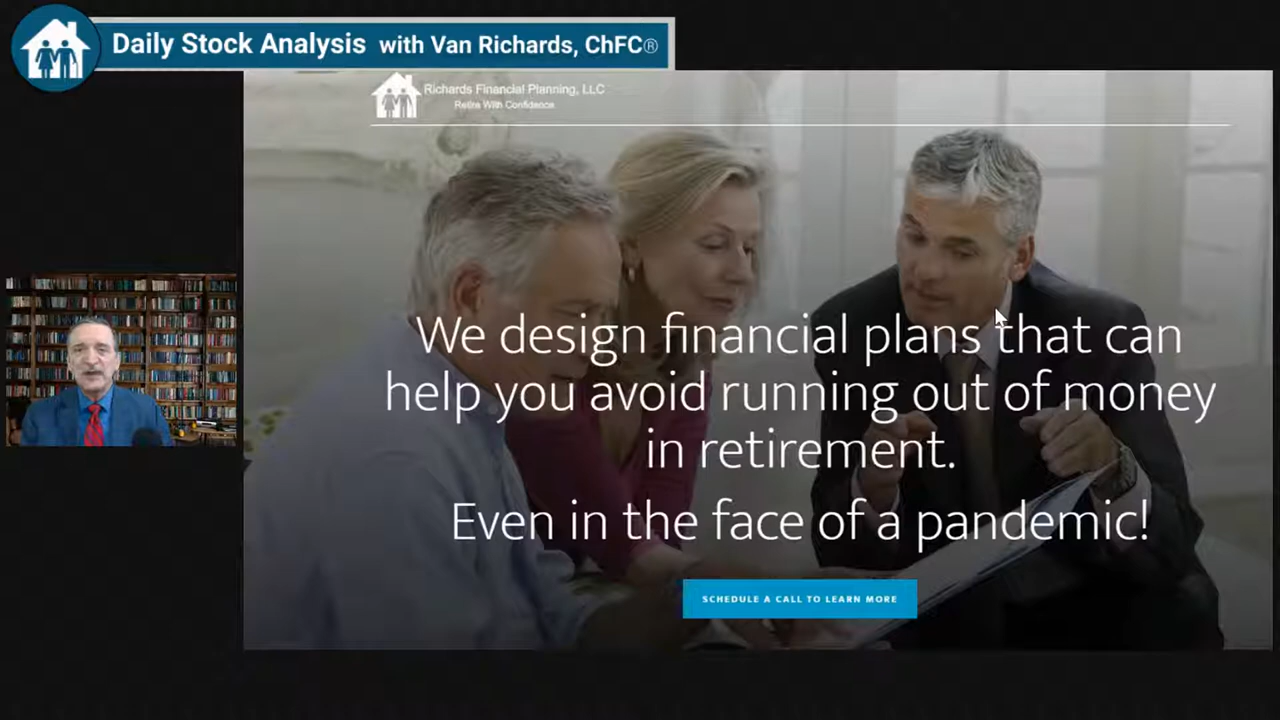 Daily Stock Analysis with Van Richards, ChFC®
Richards Financial Planning, LLC
Retire With Confidence
We design financial plans that can
help you avoid running out of money
in retirement.
Even in the face of a pandemic!
SCHEDULE A CALL TO LEARN MORE